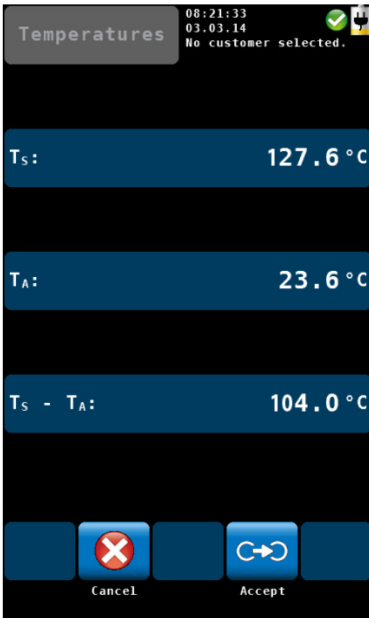 Temperatures
08:21:33
03.03.14
No customer selected.
TS: 127.6 °C
TA: 23.6 °C
TS - TA: 104.0 °C
Cancel
Accept